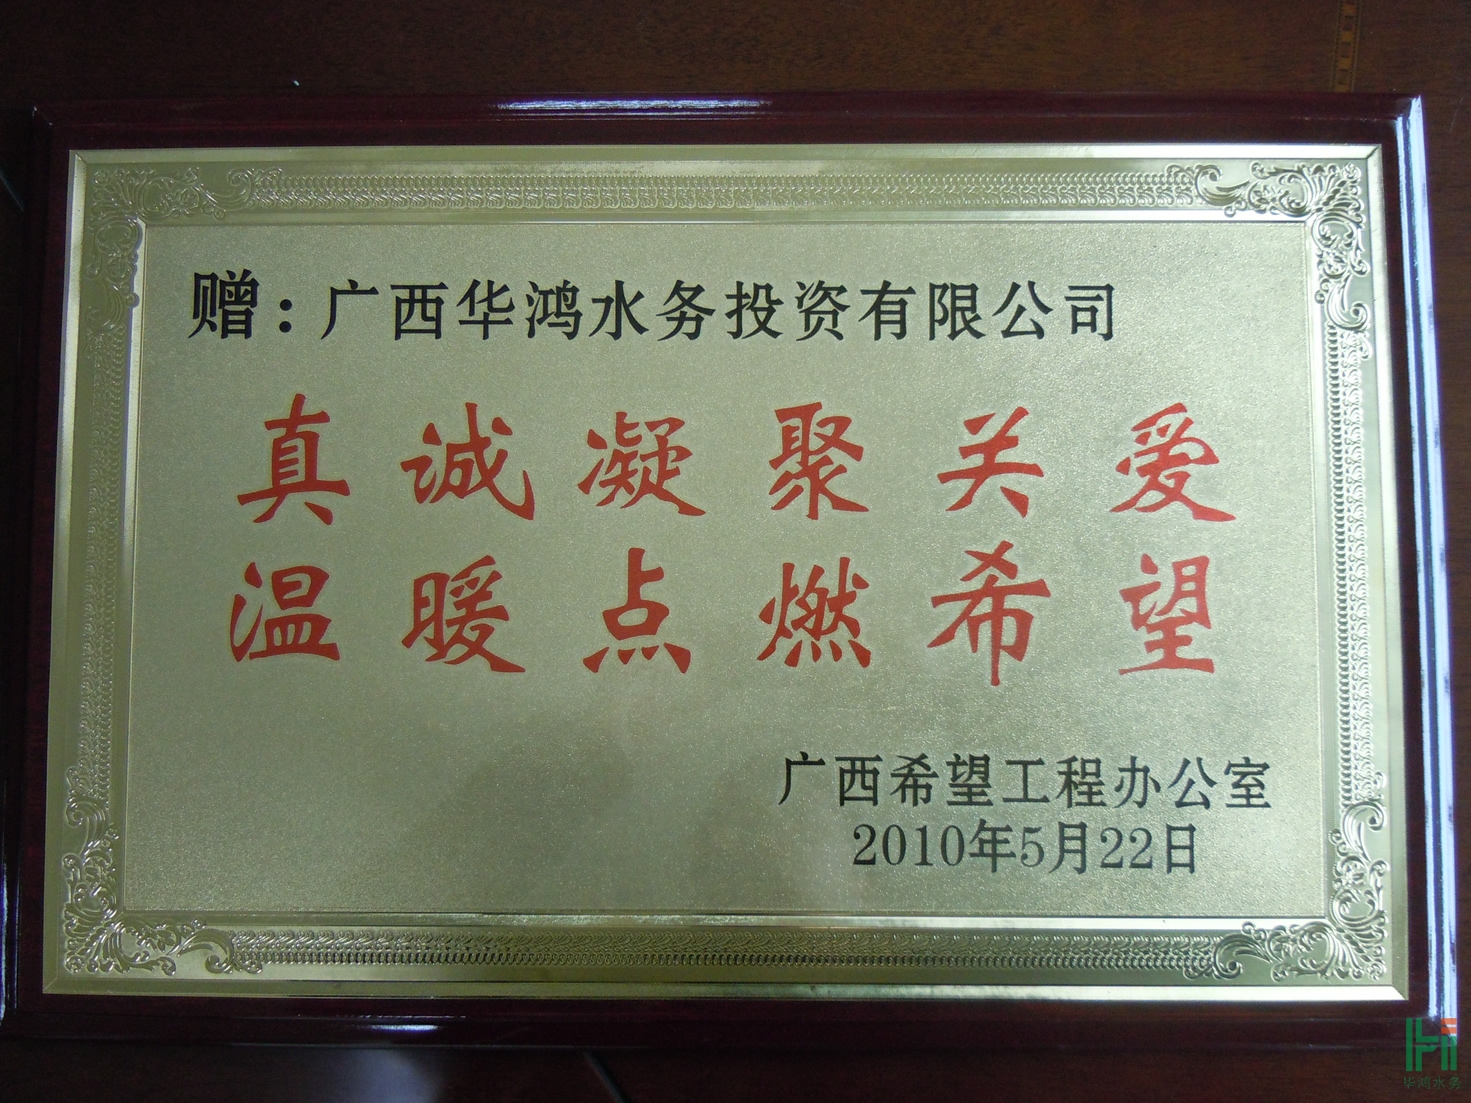 赠：广西华鸿水务投资有限公司
真诚凝聚关爱
温暖点燃希望
广西希望工程办公室
2010年5月22日
华鸿水务